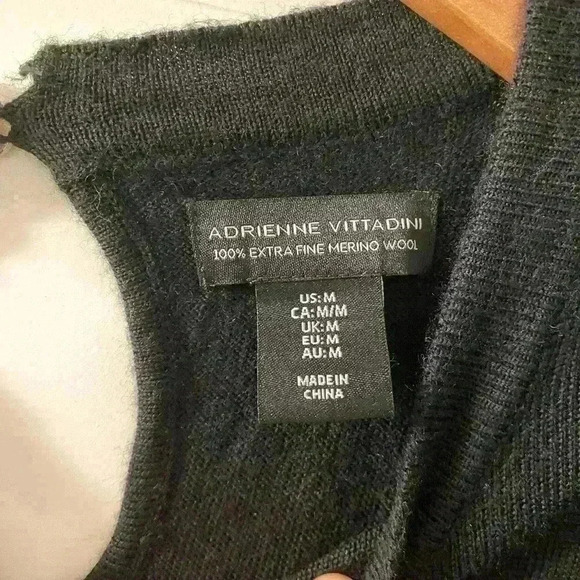 ADRIENNE VITTADINI
100% EXTRA FINE MERINO WOOL
US: M
CA: M/M
UK: M
EU: M
AU: M
MADE IN
CHINA